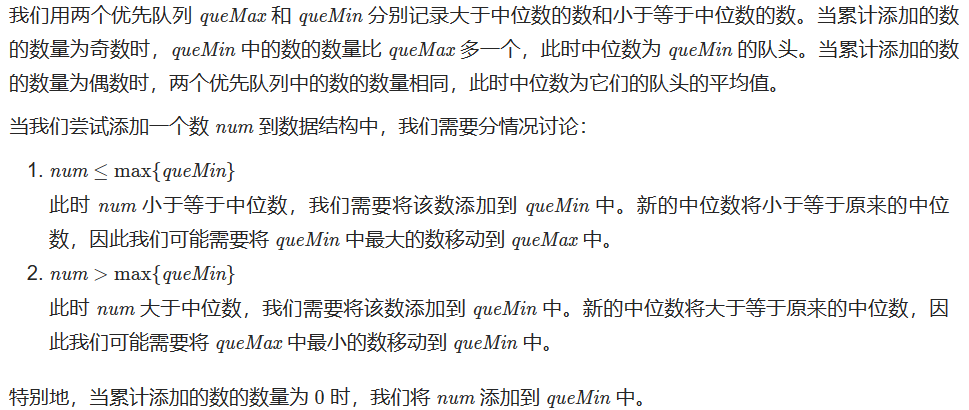 我们用两个优先队列 queMax 和 queMin 分别记录大于中位数的数和小于等于中位数的数。当累计添加的数
的数量为奇数时，queMin 中的数的数量比 queMax 多一个，此时中位数为 queMin 的队头。当累计添加的数
的数量为偶数时，两个优先队列中的数的数量相同，此时中位数为它们的队头的平均值。
当我们尝试添加一个数 num 到数据结构中，我们需要分情况讨论：
1. num ≤ max{queMin}
此时 num 小于等于中位数，我们需要将该数添加到 queMin 中。新的中位数将小于等于原来的中位
数，因此我们可能需要将 queMin 中最大的数移动到 queMax 中。
2. num > max{queMin}
此时 num 大于中位数，我们需要将该数添加到 queMin 中。新的中位数将大于等于原来的中位数，因
此我们可能需要将 queMax 中最小的数移动到 queMin 中。
特别地，当累计添加的数的数量为 0 时，我们将 num 添加到 queMin 中。